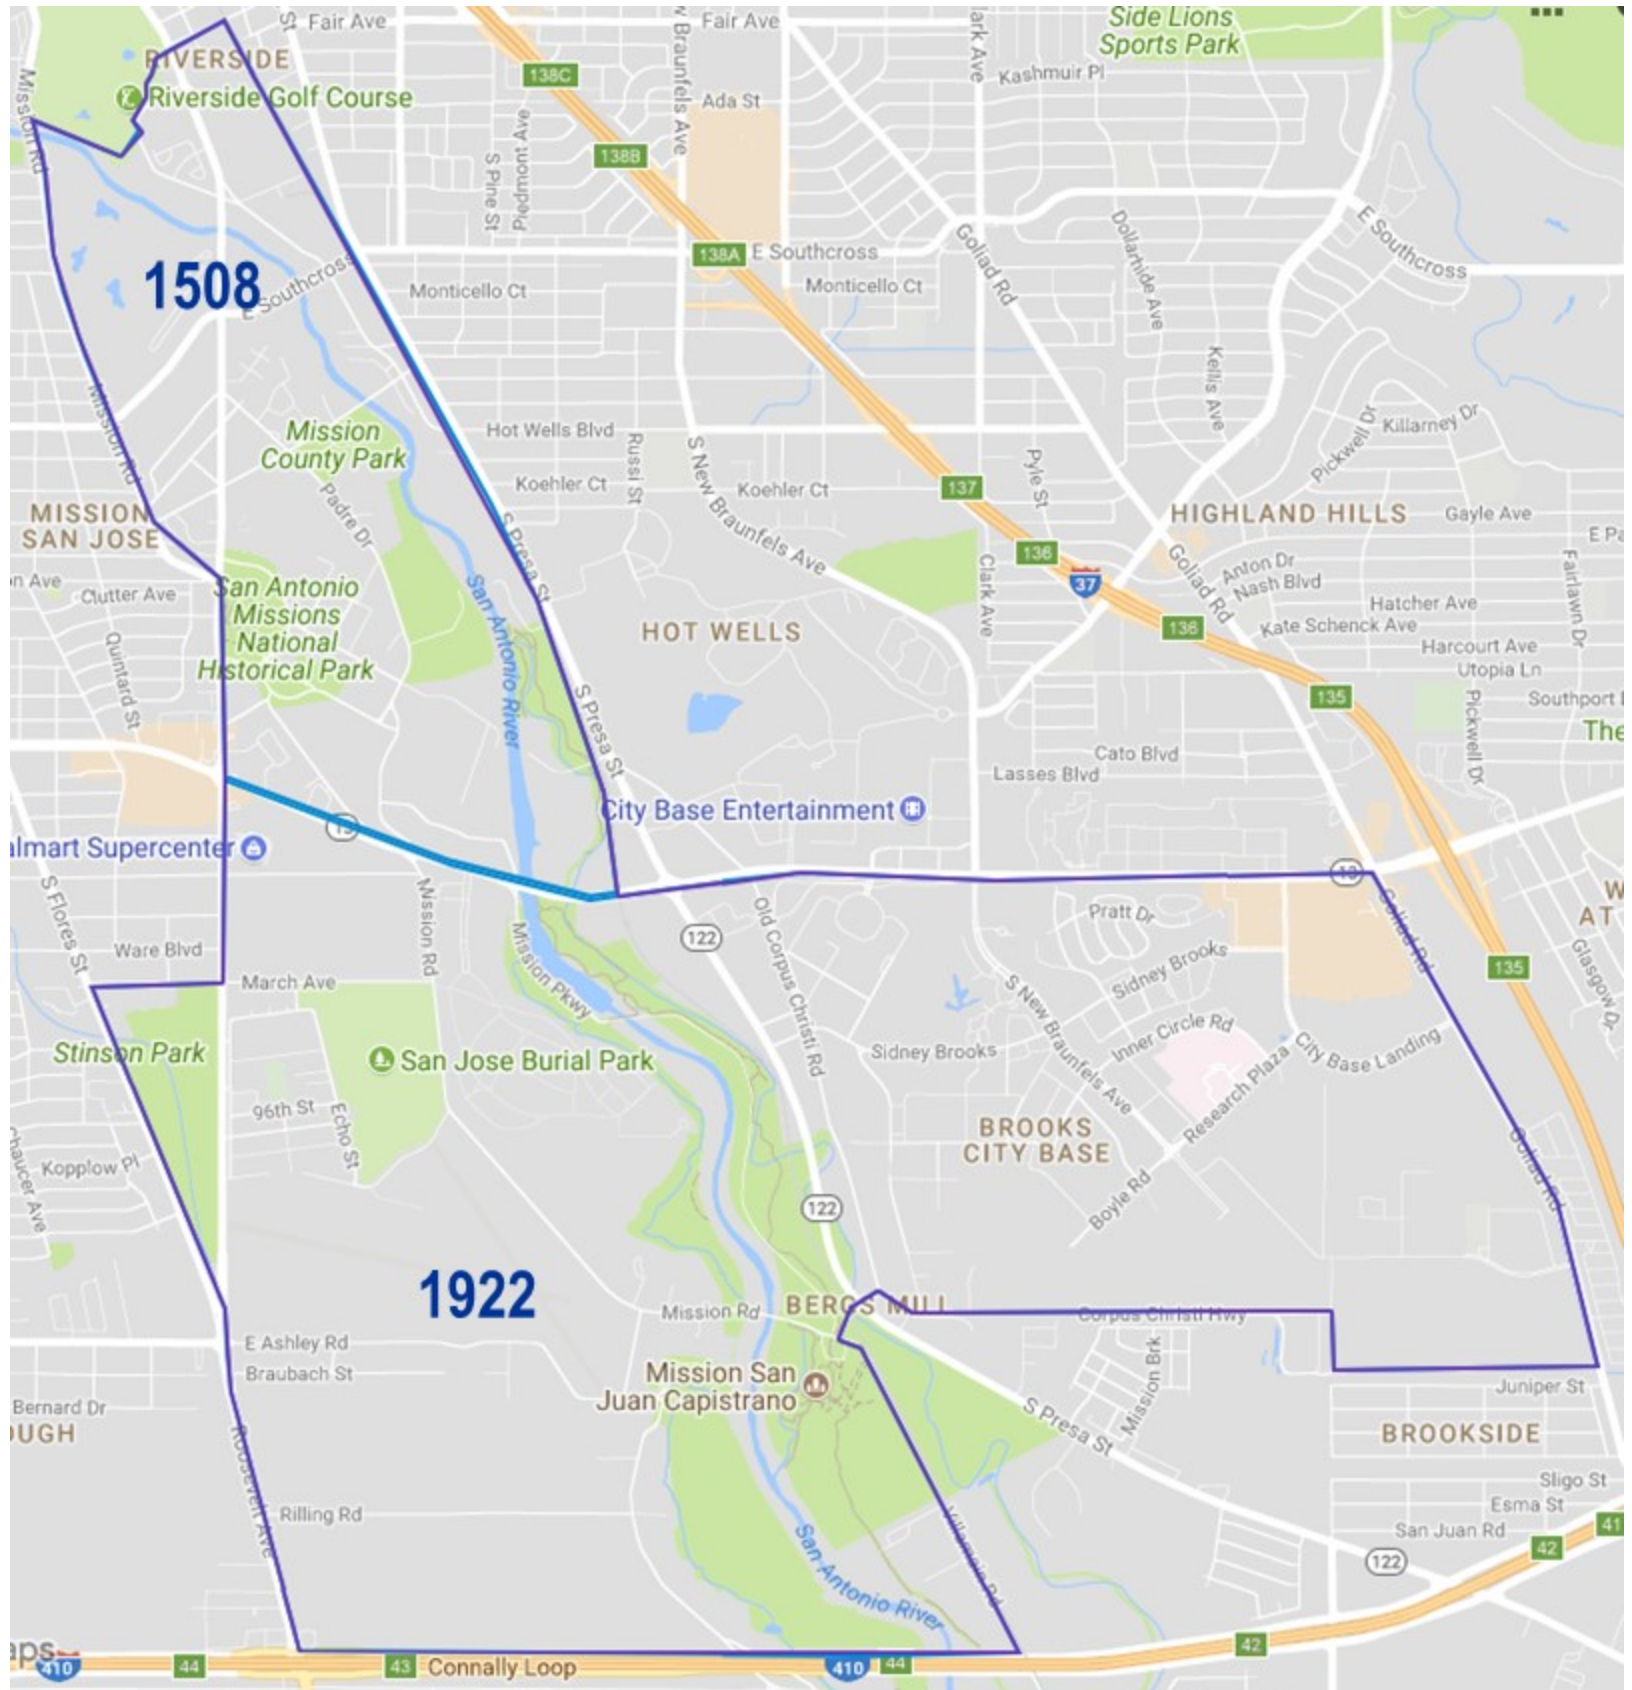 Fair Ave
St
Fair Ave
Side Lions
Sports Park
RIVERSIDE
Riverside Golf Course
Mission Rd
138C
Kashmuir Pl
Ada St
138B
S Pine St
Piedmont Ave
138A
E Southcross
E Southcross
Goliad Rd
Dollarhide Ave
1508
E Southcross
Monticello Ct
Monticello Ct
Kellis Ave
Mission Rd
Mission
County Park
Hot Wells Blvd
Russi St
Koehler Ct
Koehler Ct
S New Braunfels Ave
137
Pyle St
Pickwell Dr
Killarney Dr
MISSION
SAN JOSE
Padre Dr
S Presa St
HIGHLAND HILLS
Gayle Ave
136
37
Clark Ave
Goliad Rd
Anton Dr
Nash Blvd
Fairlawn Dr
Clutter Ave
San Antonio
Missions
National
Historical Park
San Antonio River
HOT WELLS
136
Hatcher Ave
Kate Schenck Ave
Harcourt Ave
Utopia Ln
Quintard St
S Presa St
135
Pickwell Dr
Southport
The
Cato Blvd
Lasses Blvd
City Base Entertainment
13
almart Supercenter
S Flores St
Mission Rd
13
Goliad Rd
Pratt Dr
Sidney Brooks
122
Old Corpus Christi Rd
Ware Blvd
March Ave
Mission Pkwy
S New Braunfels Ave
135
Glasgow Dr
Stinson Park
San Jose Burial Park
Sidney Brooks
Inner Circle Rd
Research Plaza
City Base Landing
96th St
Echo St
Kopplow Pl
Chaucer Ave
BROOKS
CITY BASE
Boyle Rd
Goliad Rd
122
1922
Mission Rd
BERGS MILL
Corpus Christi Hwy
E Ashley Rd
Braubach St
Mission San
Juan Capistrano
Mission Brk
Juniper St
Bernard Dr
OUGH
S Presa St
BROOKSIDE
Roosevelt Ave
Rilling Rd
Villamain Rd
Sligo St
Esma St
San Juan Rd
41
42
122
San Antonio River
aps
410
44
43
Connally Loop
410
44
42